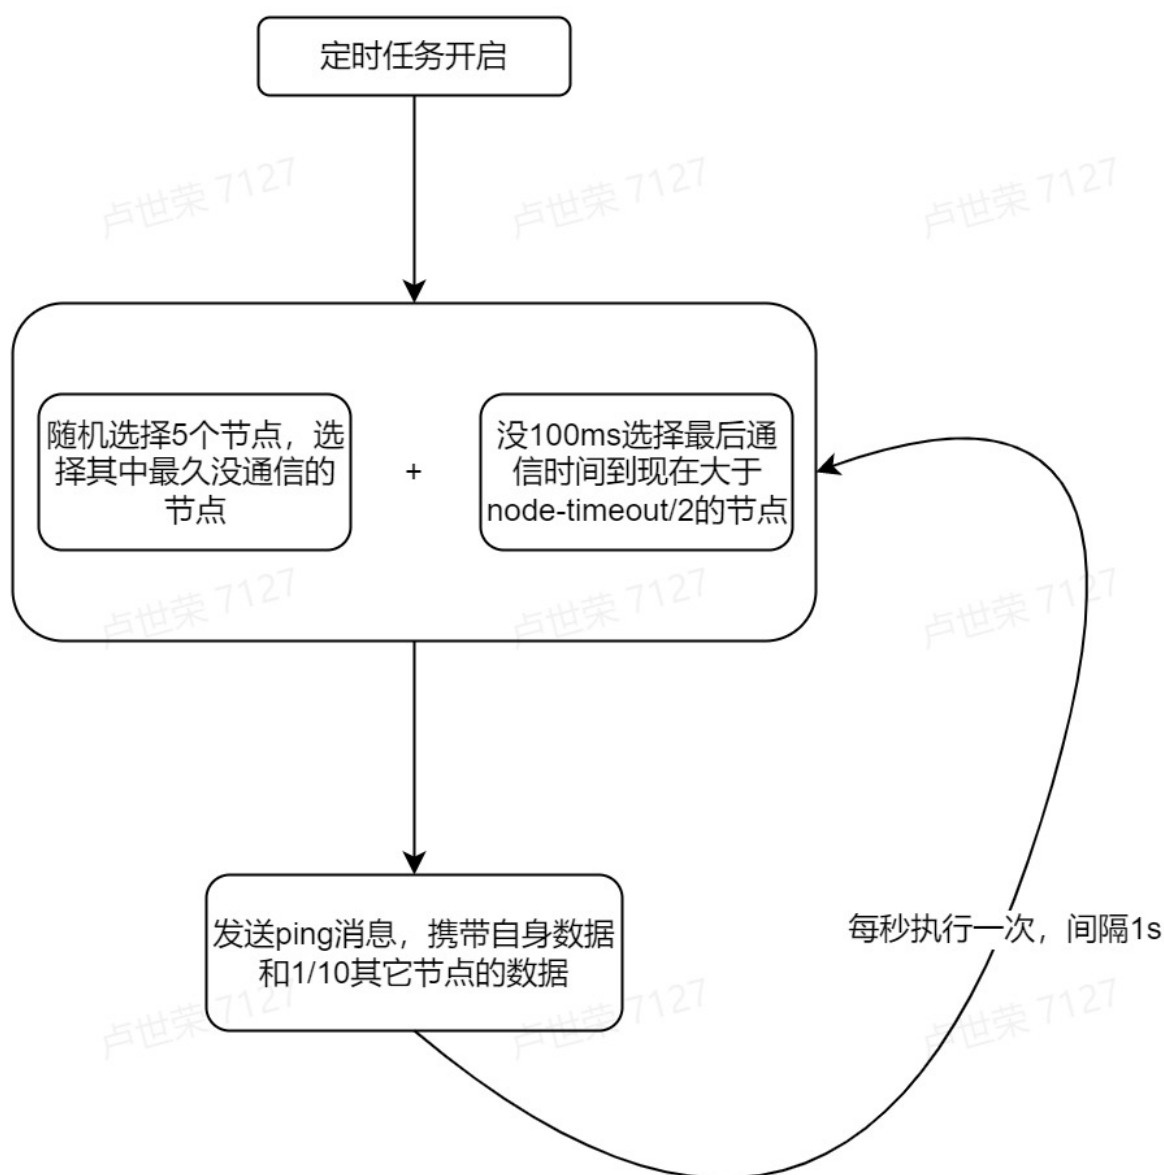 定时任务开启
卢世荣 7127
卢世荣 7127
卢世荣 7127
随机选择5个节点，选
择其中最久没通信的
节点
+
没100ms选择最后通
信时间到现在大于
node-timeout/2的节点
卢世荣 7127
卢世荣 7127
卢世荣 7127
发送ping消息，携带自身数据
和1/10其它节点的数据
每秒执行一次，间隔1s
卢世荣 7127
卢世荣 7127
卢世荣 7127